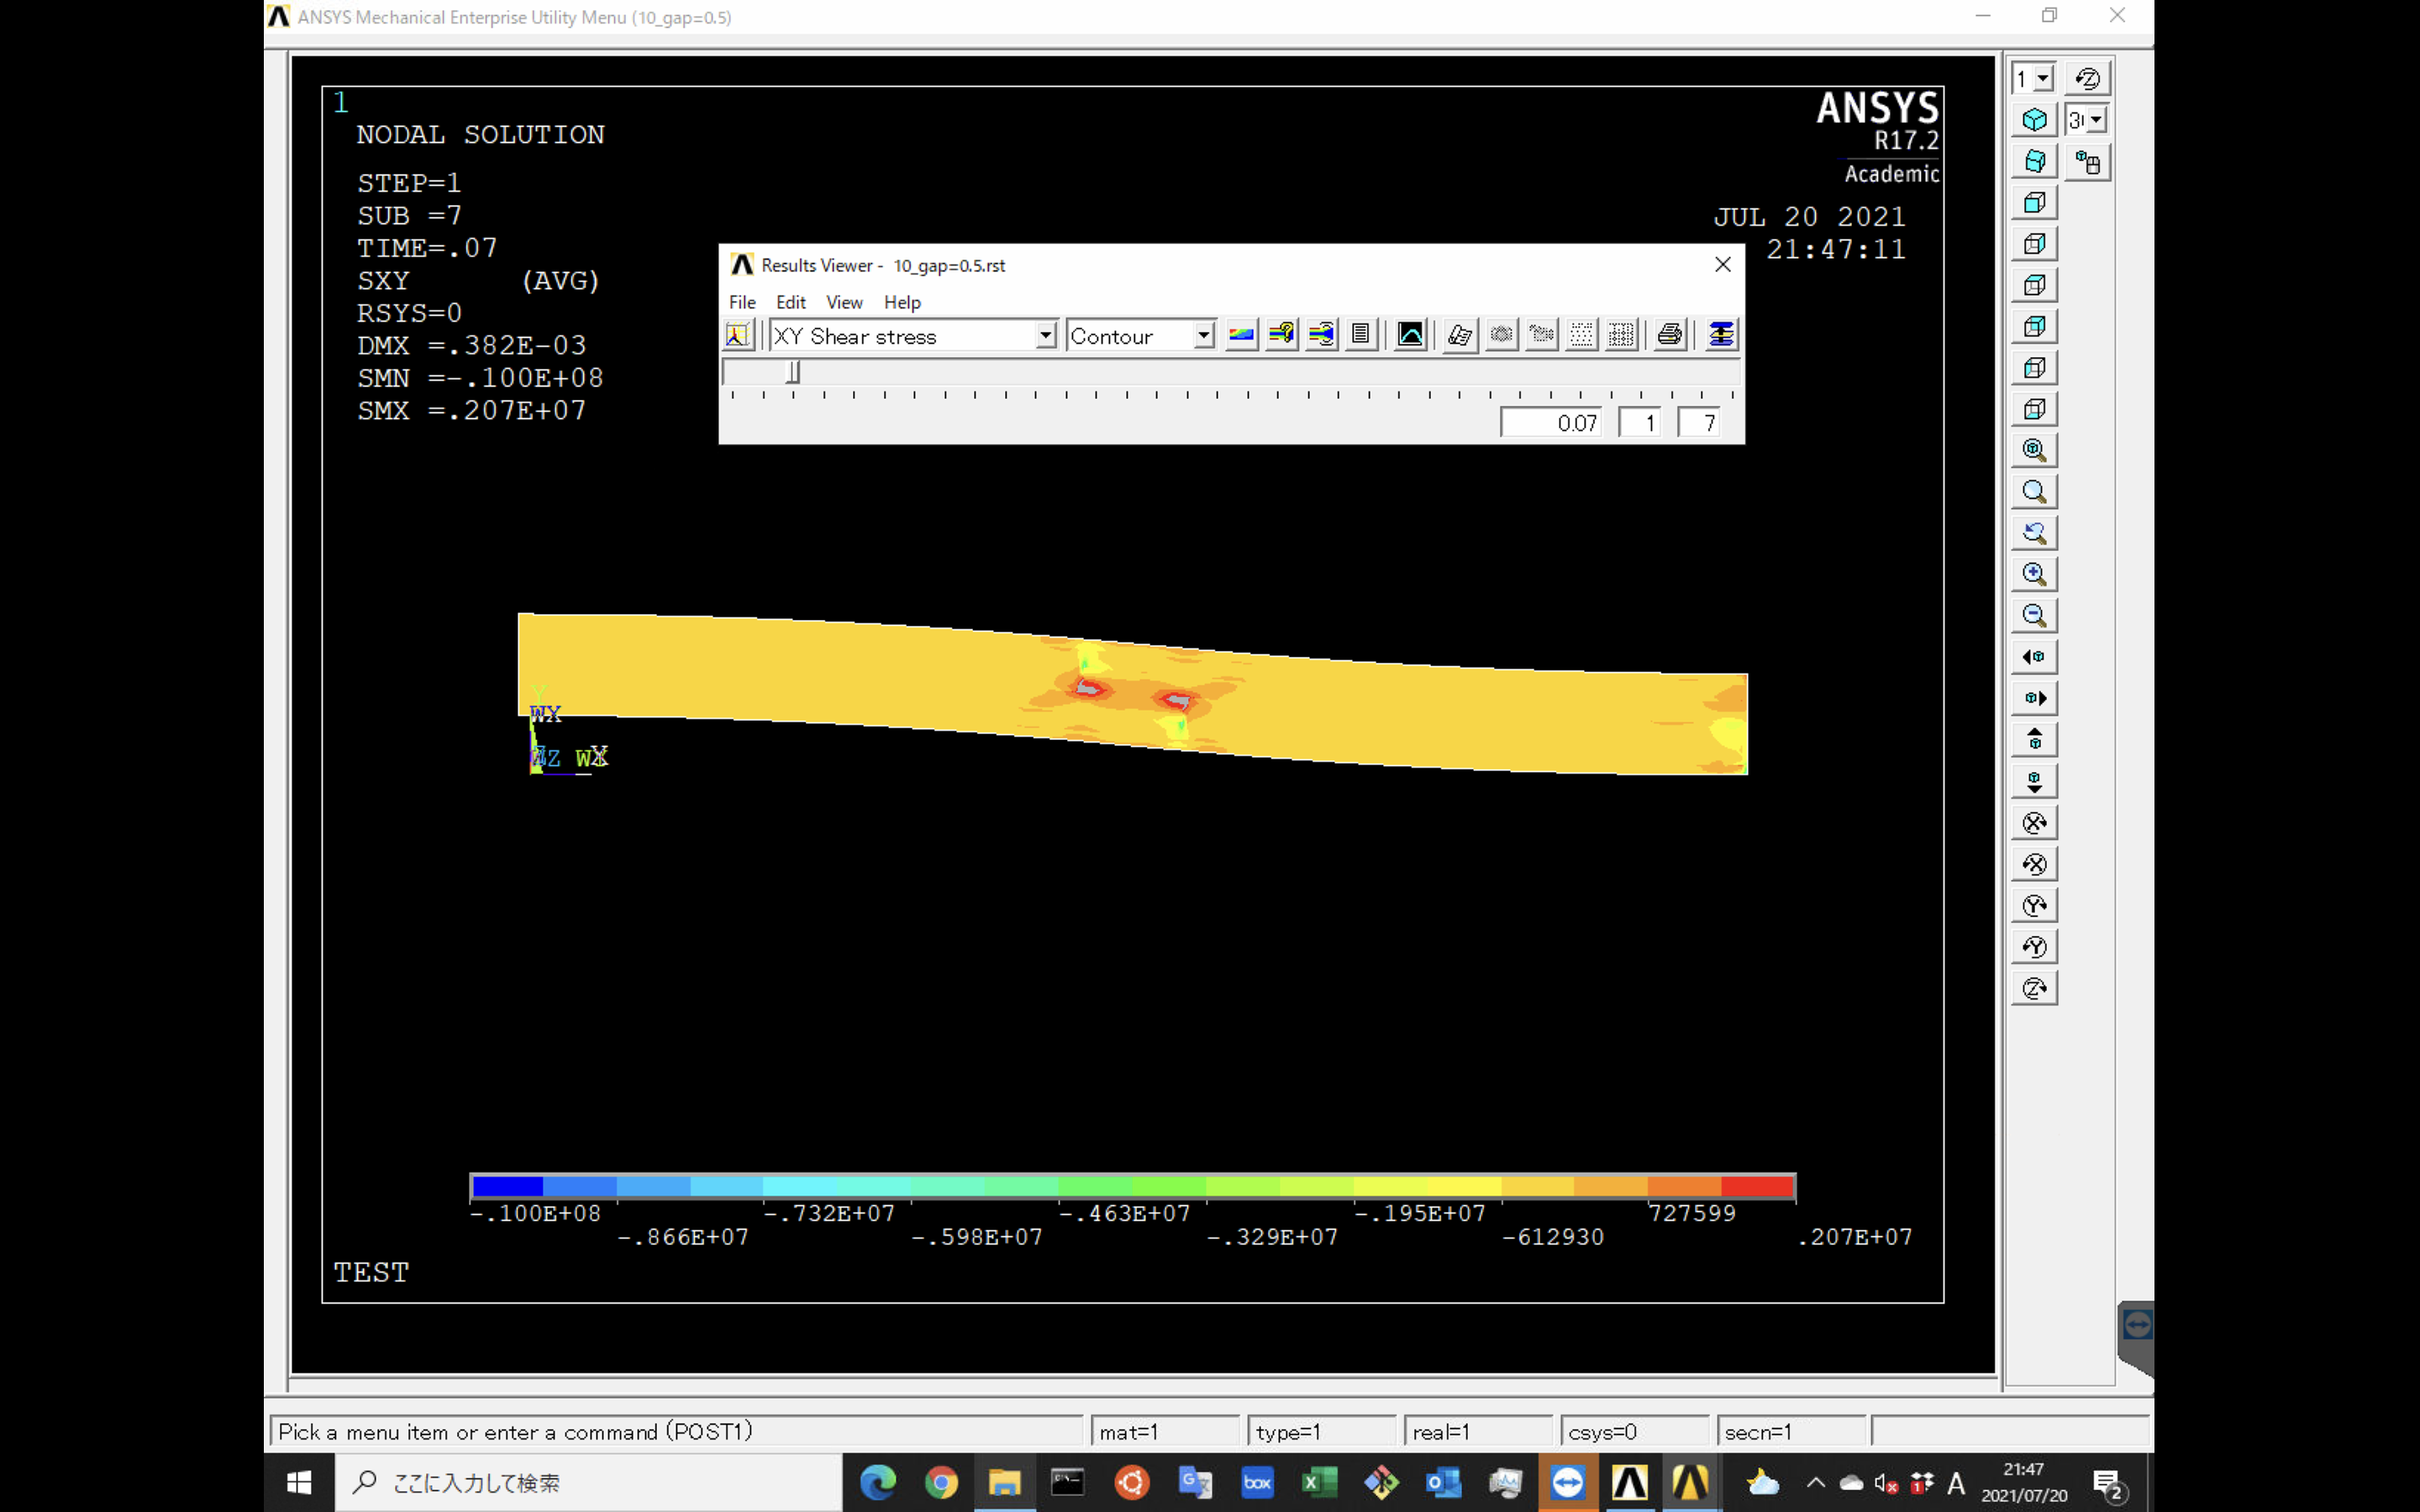 ANSYS Mechanical Enterprise Utility Menu (10_gap=0.5)
1
NODAL SOLUTION
STEP=1
SUB =7
TIME=.07
SXY (AVG)
RSYS=0
DMX =.382E-03
SMN =-.100E+08
SMX =.207E+07
ANSYS
R17.2
Academic
JUL 20 2021
21:47:11
Results Viewer - 10_gap=0.5.rst
File Edit View Help
XY Shear stress Contour
0.07 1 7
1
Y
WX
-.100E+08 -.732E+07 -.463E+07 -.195E+07 727599
-.866E+07 -.598E+07 -.329E+07 -612930 .207E+07
TEST
Pick a menu item or enter a command (POST1) mat=1 type=1 real=1 csys=0 secn=1
ここに入力して検索
box
A
21:47
2021/07/20
2